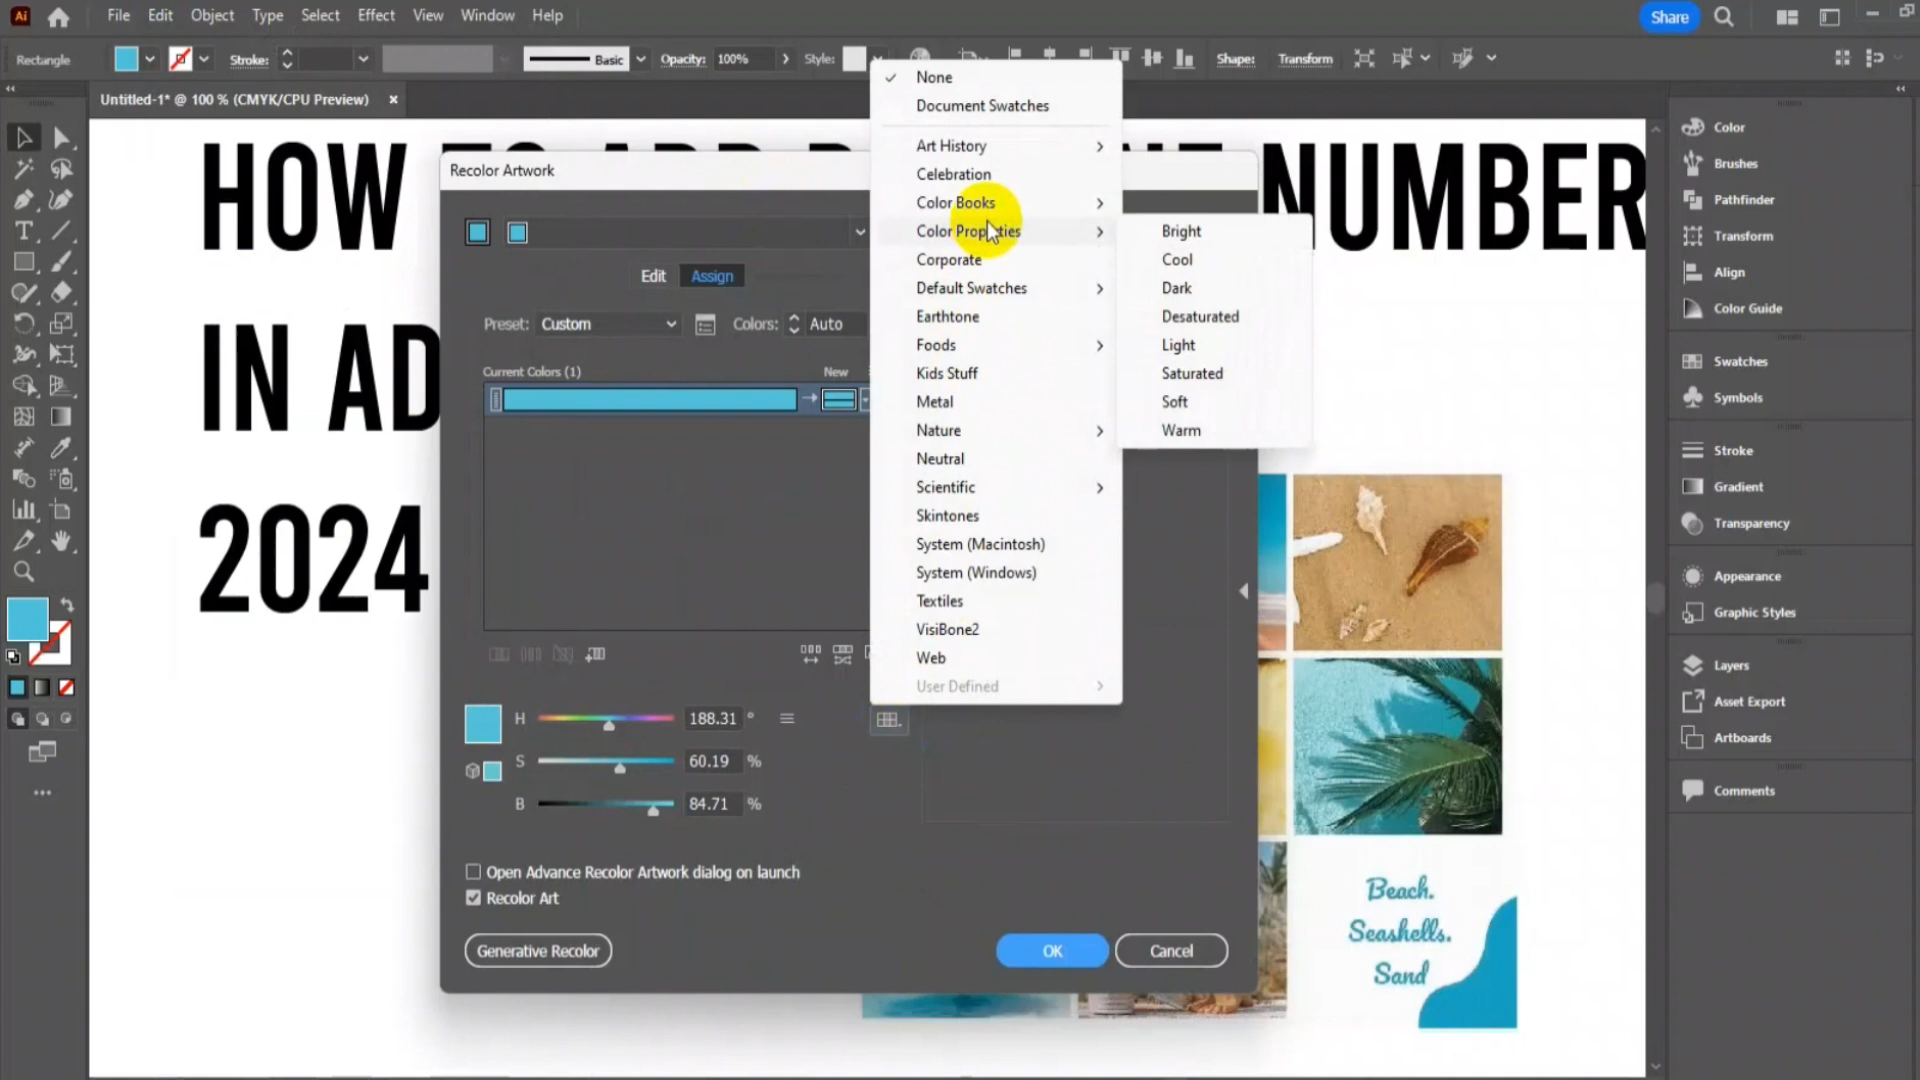 Ai
File Edit Object Type Select Effect View Window Help
Share
Rectangle
Stroke:
Basic
Opacity: 100%
Style:
Shape:
Transform
Untitled-1* @ 100 % (CMYK/CPU Preview) ×
HOW
NUMBER
IN AD
2024
Recolor Artwork
Edit Assign
Preset: Custom
Colors: Auto
Current Colors (1)
New
H 188.31 °
S 60.19 %
B 84.71 %
Open Advance Recolor Artwork dialog on launch
Recolor Art
Generative Recolor
OK
Cancel
None
Document Swatches
Art History
Celebration
Color Books
Color Properties
Corporate
Default Swatches
Earthtone
Foods
Kids Stuff
Metal
Nature
Neutral
Scientific
Skintones
System (Macintosh)
System (Windows)
Textiles
VisiBone2
Web
User Defined
Bright
Cool
Dark
Desaturated
Light
Saturated
Soft
Warm
Beach.
Seashells.
Sand
Color
Brushes
Pathfinder
Transform
Align
Color Guide
Swatches
Symbols
Stroke
Gradient
Transparency
Appearance
Graphic Styles
Layers
Asset Export
Artboards
Comments